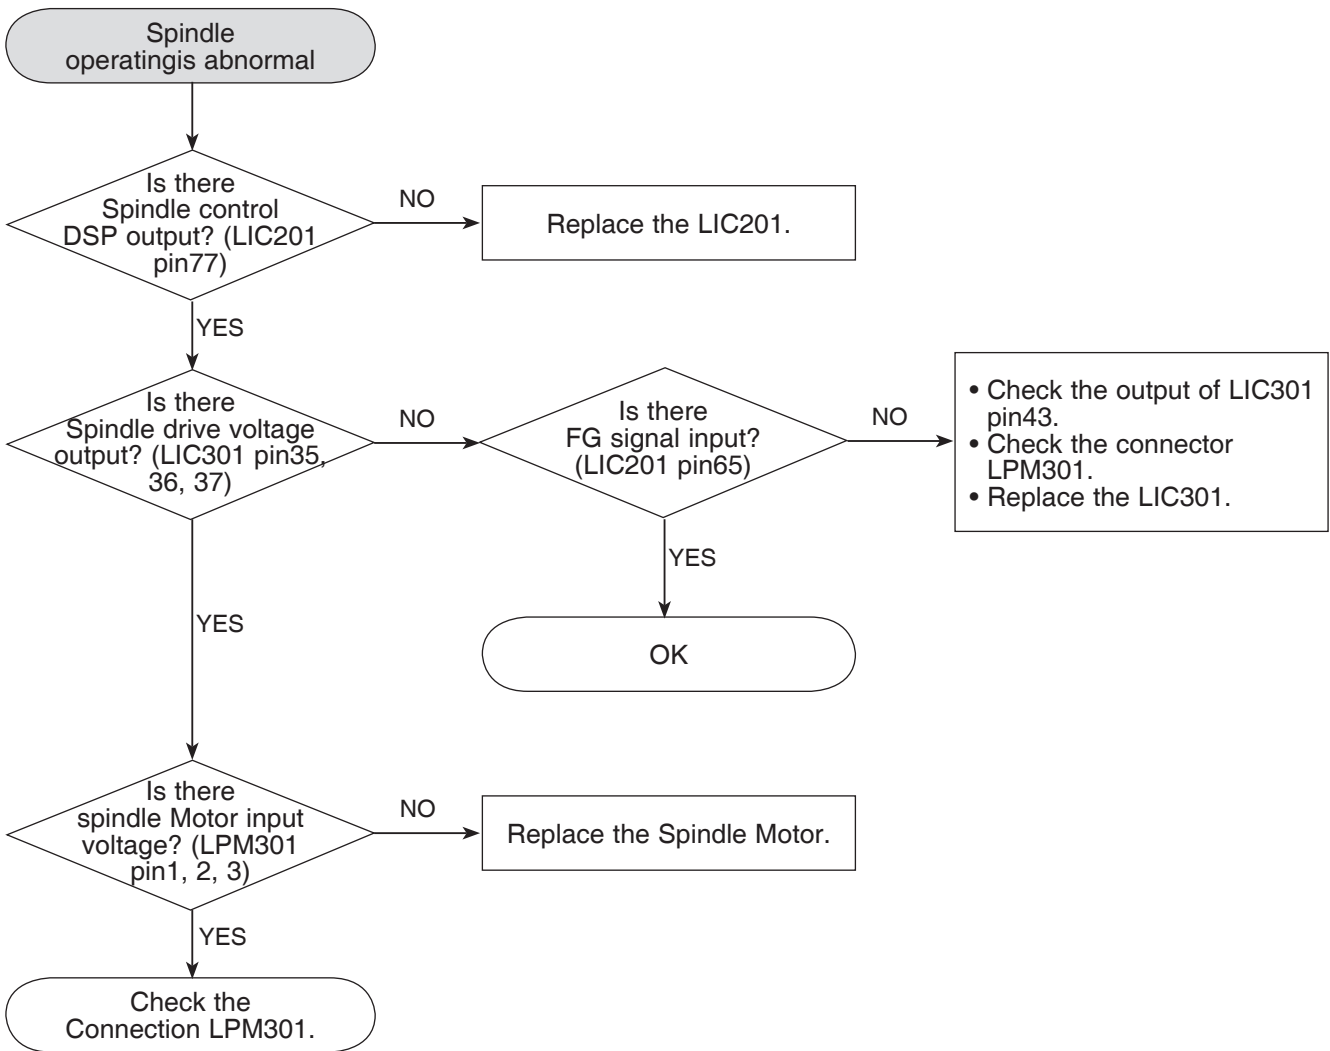 Spindle
operatingis abnormal
Is there
Spindle control
DSP output? (LIC201
pin77)
NO
Replace the LIC201.
YES
Is there
Spindle drive voltage
output? (LIC301 pin35,
36, 37)
NO
Is there
FG signal input?
(LIC201 pin65)
NO
• Check the output of LIC301
pin43.
• Check the connector
LPM301.
• Replace the LIC301.
YES
OK
YES
Is there
spindle Motor input
voltage? (LPM301
pin1, 2, 3)
NO
Replace the Spindle Motor.
YES
Check the
Connection LPM301.